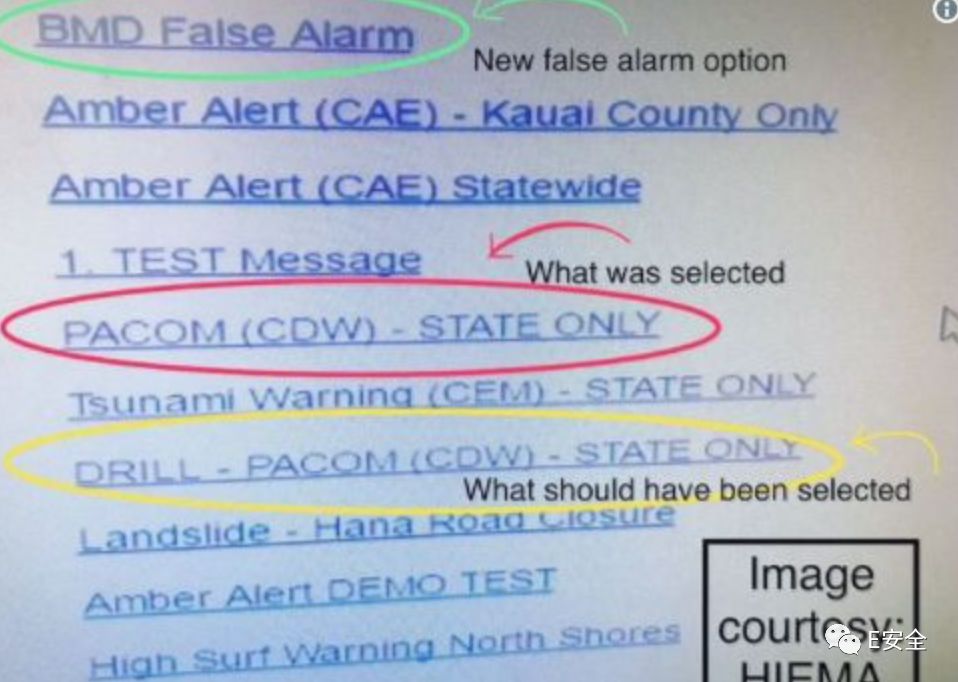 BMD False Alarm
New false alarm option
Amber Alert (CAE) - Kauai County Only
Amber Alert (CAE) Statewide
1. TEST Message
What was selected
PACOM (CDW) - STATE ONLY
Tsunami Warning (CEM) - STATE ONLY
DRILL - PACOM (CDW) - STATE ONLY
What should have been selected
Landslide - Hana Road Closure
Amber Alert DEMO TEST
High Surf Warning North Shores
Image
courtesy:
HIEMA
E安全